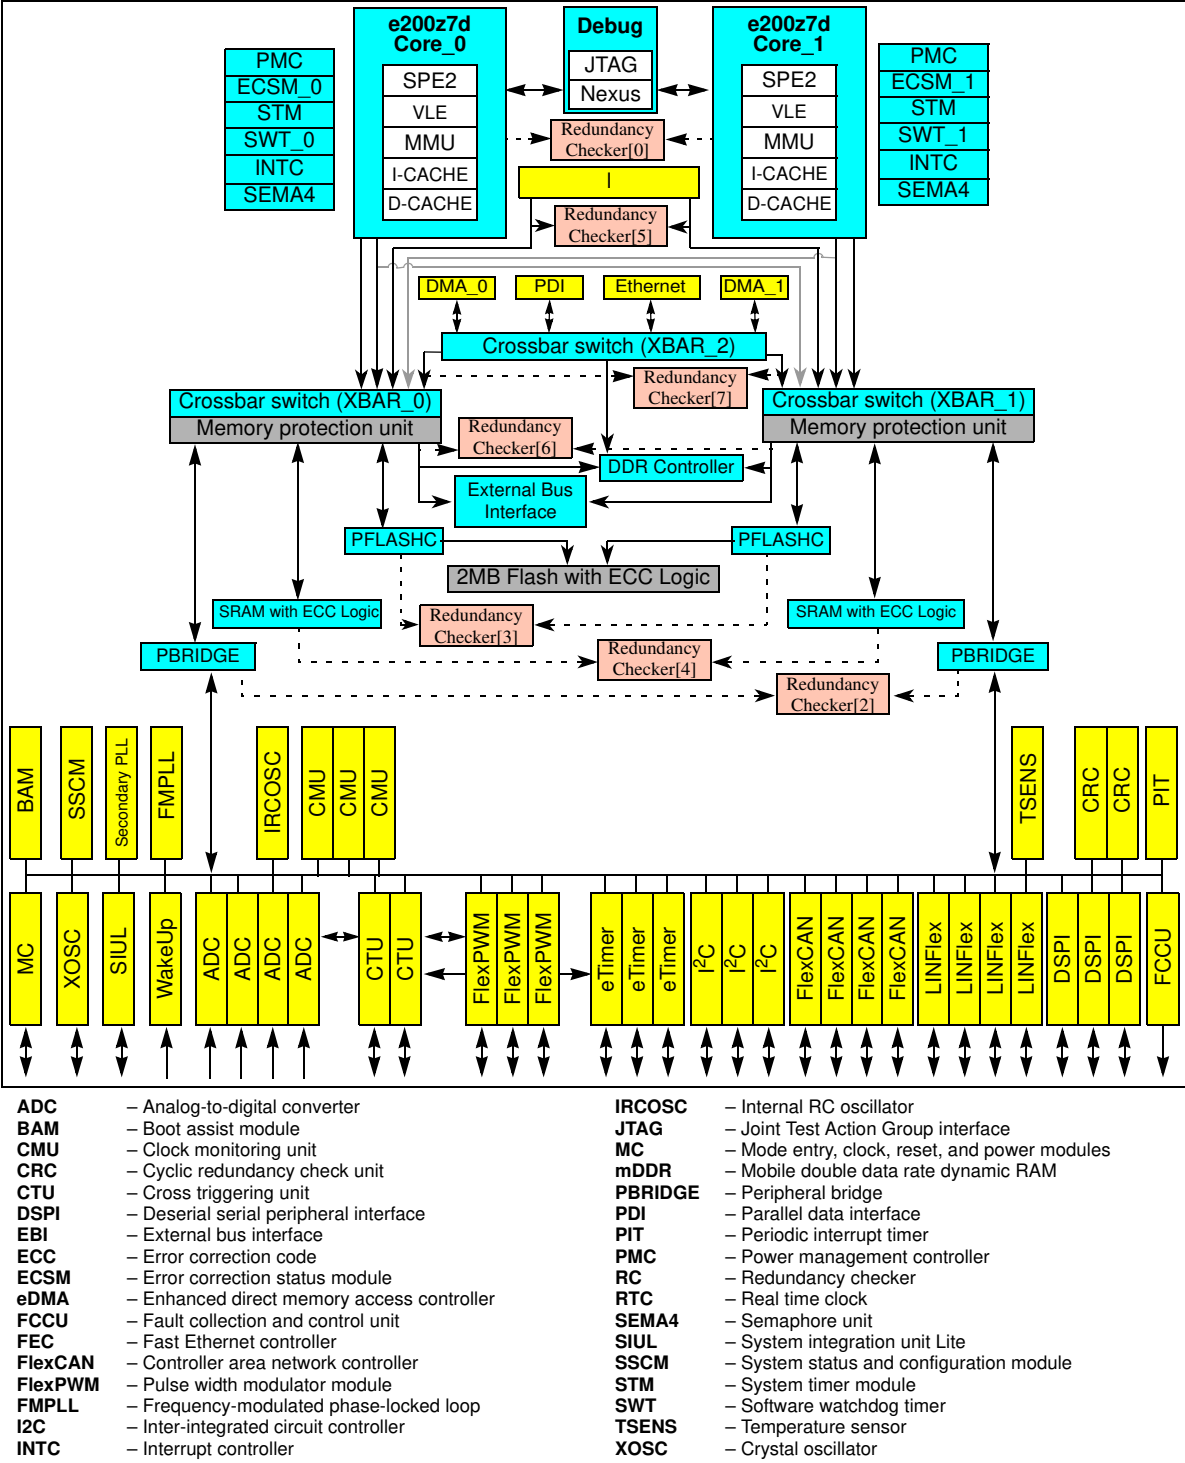 e200z7d
Core_0
SPE2
VLE
MMU
I-CACHE
D-CACHE
Debug
JTAG
Nexus
e200z7d
Core_1
SPE2
VLE
MMU
I-CACHE
D-CACHE
PMC
ECSM_0
STM
SWT_0
INTC
SEMA4
PMC
ECSM_1
STM
SWT_1
INTC
SEMA4
Redundancy
Checker[0]
I
Redundancy
Checker[5]
DMA_0
PDI
Ethernet
DMA_1
Crossbar switch (XBAR_2)
Redundancy
Checker[7]
Crossbar switch (XBAR_0)
Memory protection unit
Crossbar switch (XBAR_1)
Memory protection unit
Redundancy
Checker[6]
DDR Controller
External Bus
Interface
PFLASHC
PFLASHC
2MB Flash with ECC Logic
SRAM with ECC Logic
SRAM with ECC Logic
Redundancy
Checker[3]
PBRIDGE
PBRIDGE
Redundancy
Checker[4]
Redundancy
Checker[2]
BAM
SSCM
Secondary PLL
FMPLL
IRCOSC
CMU
CMU
CMU
TSENS
CRC
CRC
PIT
MC
XOSC
SIUL
WakeUp
ADC
ADC
ADC
ADC
CTU
CTU
FlexPWM
FlexPWM
FlexPWM
eTimer
eTimer
eTimer
I²C
I²C
I²C
FlexCAN
FlexCAN
FlexCAN
FlexCAN
LINFlex
LINFlex
LINFlex
LINFlex
DSPI
DSPI
DSPI
FCCU
ADC – Analog-to-digital converter
BAM – Boot assist module
CMU – Clock monitoring unit
CRC – Cyclic redundancy check unit
CTU – Cross triggering unit
DSPI – Deserial serial peripheral interface
EBI – External bus interface
ECC – Error correction code
ECSM – Error correction status module
eDMA – Enhanced direct memory access controller
FCCU – Fault collection and control unit
FEC – Fast Ethernet controller
FlexCAN – Controller area network controller
FlexPWM – Pulse width modulator module
FMPLL – Frequency-modulated phase-locked loop
I2C – Inter-integrated circuit controller
INTC – Interrupt controller
IRCOSC – Internal RC oscillator
JTAG – Joint Test Action Group interface
MC – Mode entry, clock, reset, and power modules
mDDR – Mobile double data rate dynamic RAM
PBRIDGE – Peripheral bridge
PDI – Parallel data interface
PIT – Periodic interrupt timer
PMC – Power management controller
RC – Redundancy checker
RTC – Real time clock
SEMA4 – Semaphore unit
SIUL – System integration unit Lite
SSCM – System status and configuration module
STM – System timer module
SWT – Software watchdog timer
TSENS – Temperature sensor
XOSC – Crystal oscillator